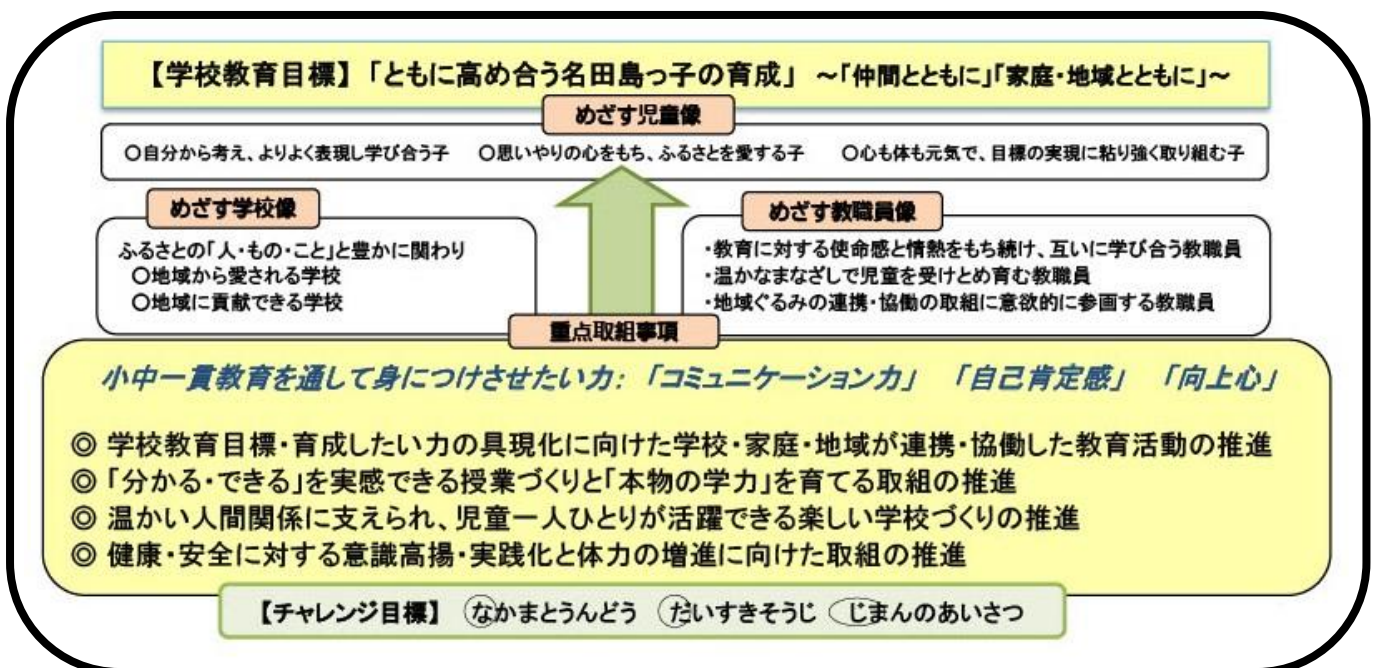 【学校教育目標】「ともに高め合う名田島っ子の育成」 ~「仲間とともに」「家庭・地域とともに」~
めざす児童像
○自分から考え、よりよく表現し学び合う子 ○思いやりの心をもち、ふるさとを愛する子 ○心も体も元気で、目標の実現に粘り強く取り組む子
めざす学校像
ふるさとの「人・もの・こと」と豊かに関わり
○地域から愛される学校
○地域に貢献できる学校
めざす教職員像
・教育に対する使命感と情熱をもち続け、互いに学び合う教職員
・温かなまなざしで児童を受けとめ育む教職員
・地域ぐるみの連携・協働の取組に意欲的に参画する教職員
重点取組事項
小中一貫教育を通して身につけさせたい力:「コミュニケーション力」 「自己肯定感」 「向上心」
◎ 学校教育目標・育成したい力の具現化に向けた学校・家庭・地域が連携・協働した教育活動の推進
◎「分かる・できる」を実感できる授業づくりと「本物の学力」を育てる取組の推進
◎ 温かい人間関係に支えられ、児童一人ひとりが活躍できる楽しい学校づくりの推進
◎ 健康・安全に対する意識高揚・実践化と体力の増進に向けた取組の推進
【チャレンジ目標】 なかまとうんどう だいすきそうじ じまんのあいさつ